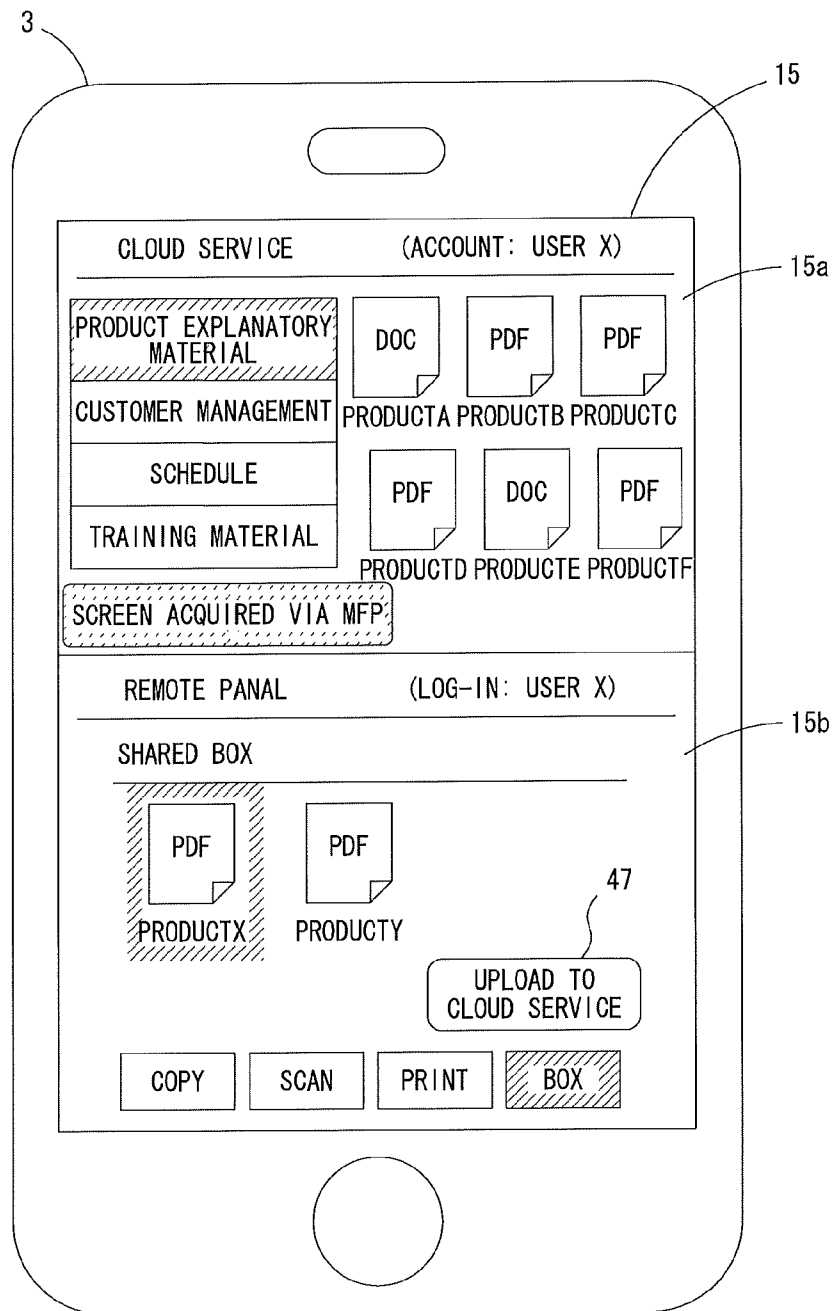 3
15
CLOUD SERVICE (ACCOUNT: USER X)
15a
PRODUCT EXPLANATORY
MATERIAL
CUSTOMER MANAGEMENT
SCHEDULE
TRAINING MATERIAL
DOC PDF PDF
PRODUCTA PRODUCTB PRODUCTC
PDF DOC PDF
PRODUCTD PRODUCTE PRODUCTF
SCREEN ACQUIRED VIA MFP
REMOTE PANAL (LOG-IN: USER X)
15b
SHARED BOX
PDF PDF
PRODUCTX PRODUCTY
47
UPLOAD TO
CLOUD SERVICE
COPY SCAN PRINT BOX